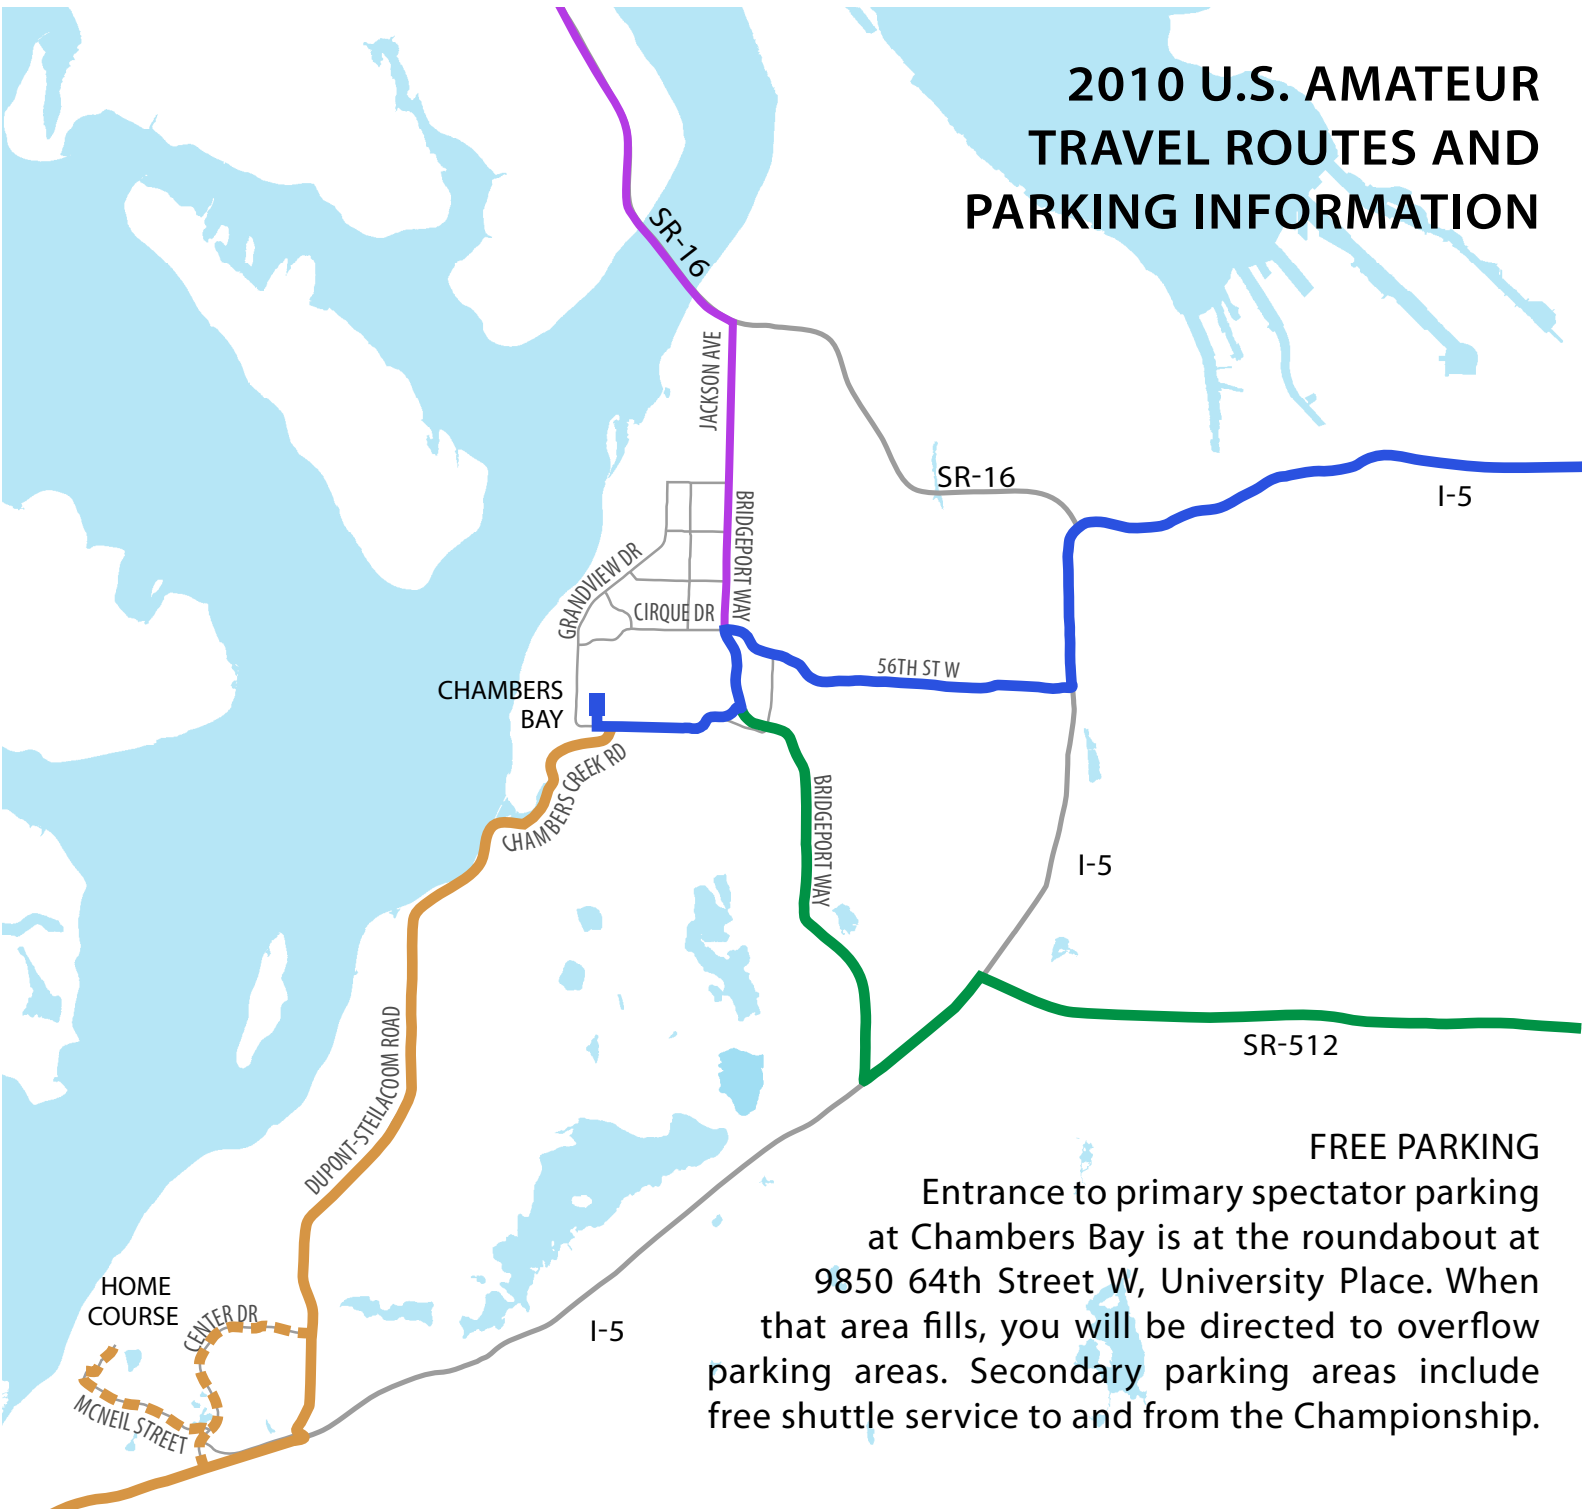 2010 U.S. AMATEUR
TRAVEL ROUTES AND
PARKING INFORMATION
SR-16
JACKSON AVE
SR-16
I-5
BRIDGEPORT WAY
GRANDVIEW DR
CIRQUE DR
56TH ST W
CHAMBERS
BAY
CHAMBERS CREEK RD
BRIDGEPORT WAY
I-5
DUPONT-STEILACOOM ROAD
SR-512
HOME
COURSE
CENTER DR
MCNEIL STREET
I-5
FREE PARKING
Entrance to primary spectator parking
at Chambers Bay is at the roundabout at
9850 64th Street W, University Place. When
that area fills, you will be directed to overflow
parking areas. Secondary parking areas include
free shuttle service to and from the Championship.